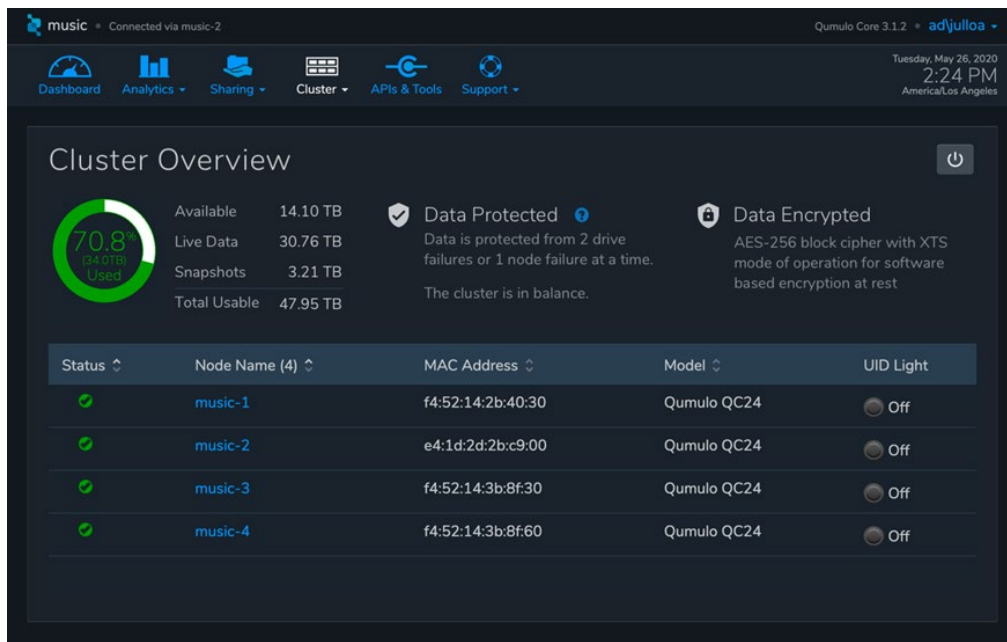 music • Connected via music-2
Qumulo Core 3.1.2 • ad\julloa
Dashboard Analytics Sharing Cluster APIs & Tools Support
Tuesday, May 26, 2020
2:24 PM
America/Los Angeles
Cluster Overview
70.8%
(34.0TB)
Used
Available 14.10 TB
Live Data 30.76 TB
Snapshots 3.21 TB
Total Usable 47.95 TB
Data Protected ?
Data is protected from 2 drive
failures or 1 node failure at a time.
The cluster is in balance.
Data Encrypted
AES-256 block cipher with XTS
mode of operation for software
based encryption at rest
Status Node Name (4) MAC Address Model UID Light
music-1 f4:52:14:2b:40:30 Qumulo QC24 Off
music-2 e4:1d:2d:2b:c9:00 Qumulo QC24 Off
music-3 f4:52:14:3b:8f:30 Qumulo QC24 Off
music-4 f4:52:14:3b:8f:60 Qumulo QC24 Off